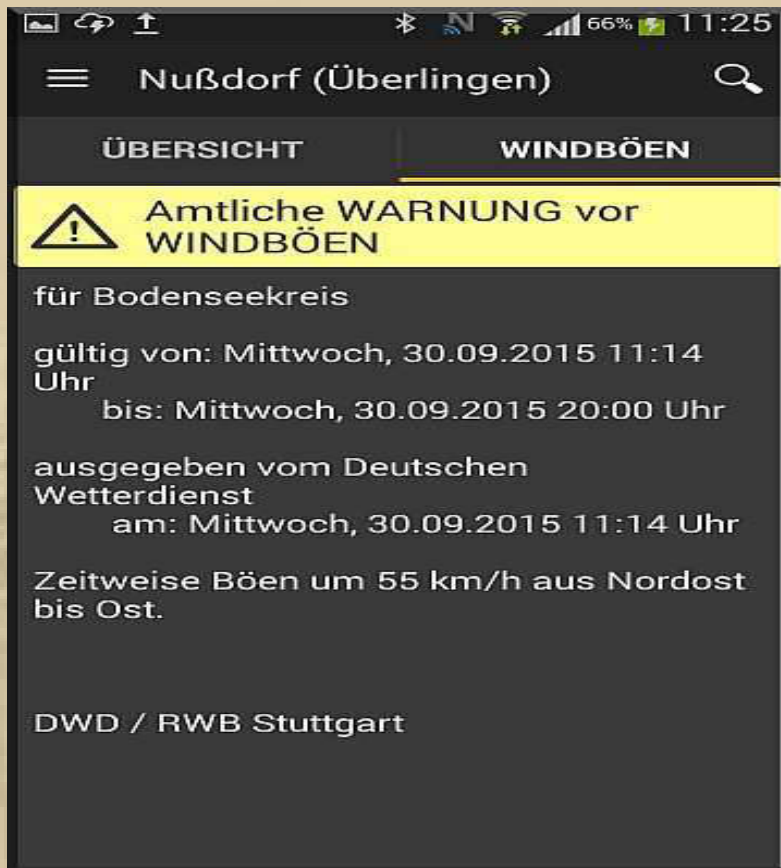 66% 11:25
Nußdorf (Überlingen)
ÜBERSICHT WINDBÖEN
Amtliche WARNUNG vor
WINDBÖEN
für Bodenseekreis
gültig von: Mittwoch, 30.09.2015 11:14
Uhr
bis: Mittwoch, 30.09.2015 20:00 Uhr
ausgegeben vom Deutschen
Wetterdienst
am: Mittwoch, 30.09.2015 11:14 Uhr
Zeitweise Böen um 55 km/h aus Nordost
bis Ost.
DWD / RWB Stuttgart